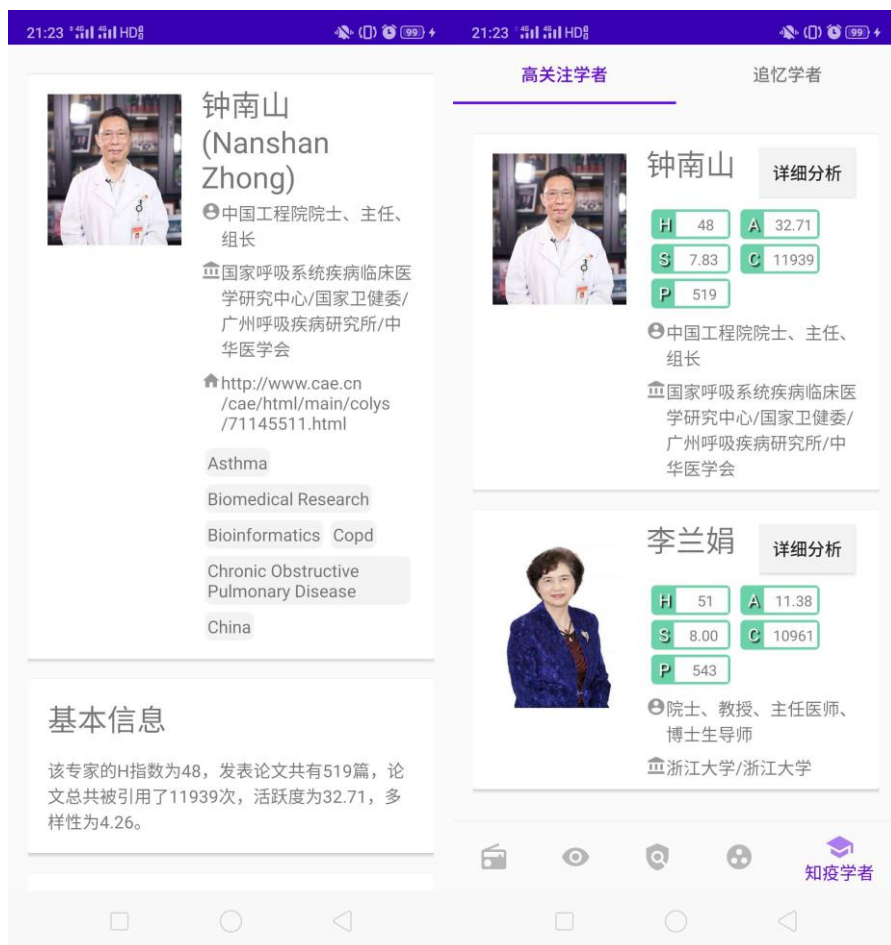 21:23 HD
99
钟南山
(Nanshan
Zhong)
中国工程院院士、主任、
组长
国家呼吸系统疾病临床医
学研究中心/国家卫健委/
广州呼吸疾病研究所/中
华医学会
http://www.cae.cn
/cae/html/main/colys
/71145511.html
Asthma
Biomedical Research
Bioinformatics Copd
Chronic Obstructive
Pulmonary Disease
China
基本信息
该专家的H指数为48，发表论文共有519篇，论
文总共被引用了11939次，活跃度为32.71，多
样性为4.26。
21:23 HD
99
高关注学者 追忆学者
钟南山 详细分析
H 48 A 32.71
S 7.83 C 11939
P 519
中国工程院院士、主任、
组长
国家呼吸系统疾病临床医
学研究中心/国家卫健委/
广州呼吸疾病研究所/中
华医学会
李兰娟 详细分析
H 51 A 11.38
S 8.00 C 10961
P 543
院士、教授、主任医师、
博士生导师
浙江大学/浙江大学
知疫学者